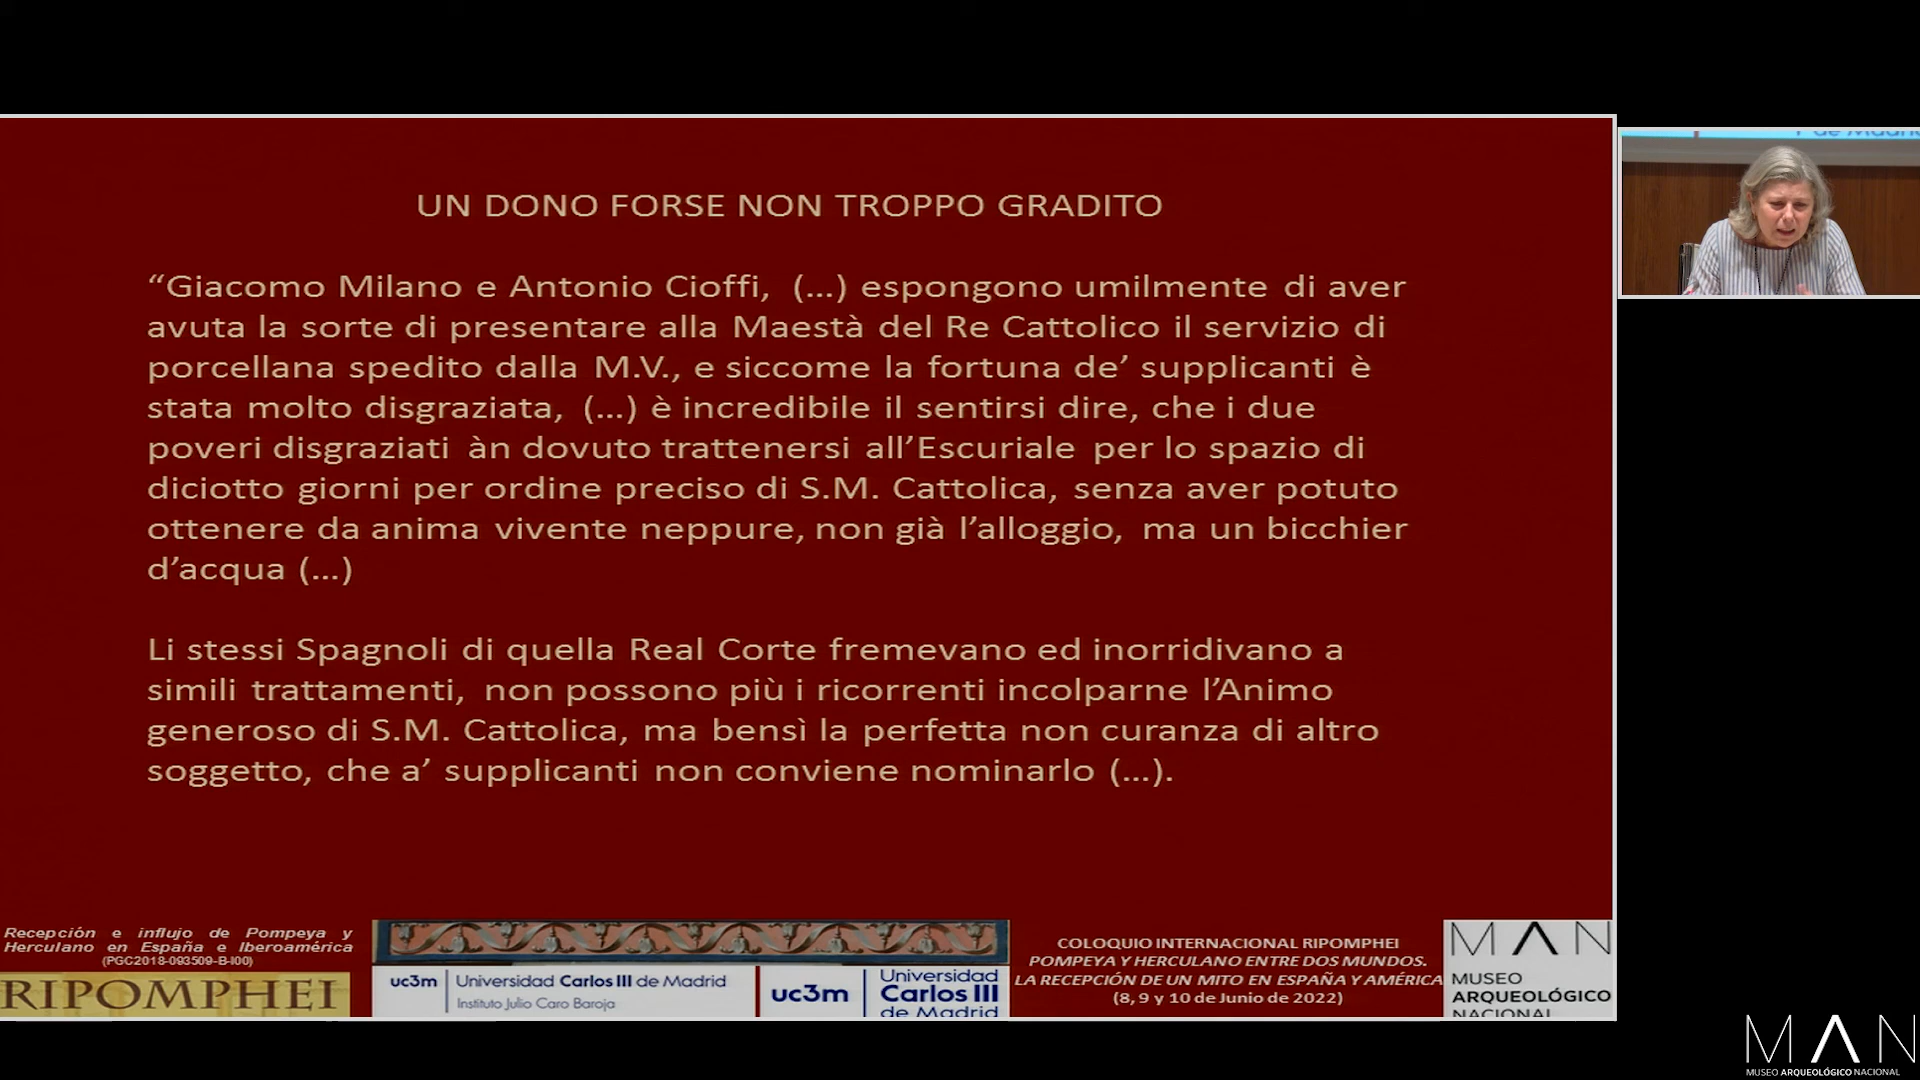 UN DONO FORSE NON TROPPO GRADITO
“Giacomo Milano e Antonio Cioffi, (...) espongono umilmente di aver
avuta la sorte di presentare alla Maestà del Re Cattolico il servizio di
porcellana spedito dalla M.V., e siccome la fortuna de’ supplicanti è
stata molto disgraziata, (...) è incredibile il sentirsi dire, che i due
poveri disgraziati àn dovuto trattenersi all’Escuriale per lo spazio di
diciotto giorni per ordine preciso di S.M. Cattolica, senza aver potuto
ottenere da anima vivente neppure, non già l’alloggio, ma un bicchier
d’acqua (...)
Li stessi Spagnoli di quella Real Corte fremevano ed inorridivano a
simili trattamenti, non possono più i ricorrenti incolparne l’Animo
generoso di S.M. Cattolica, ma bensì la perfetta non curanza di altro
soggetto, che a’ supplicanti non conviene nominarlo (...).
Recepción e influjo de Pompeya y
Herculano en España e Iberoamérica
(PGC2018-093509-B-I00)
RIPOMPHEI
uc3m Universidad Carlos III de Madrid
Instituto Julio Caro Baroja
uc3m Universidad
Carlos III
de Madrid
COLOQUIO INTERNACIONAL RIPOMPHEI
POMPEYA Y HERCULANO ENTRE DOS MUNDOS.
LA RECEPCIÓN DE UN MITO EN ESPAÑA Y AMÉRICA
(8, 9 y 10 de Junio de 2022)
MAN
MUSEO
ARQUEOLÓGICO
NACIONAL
de Madrid
MAN
MUSEO ARQUEOLÓGICO NACIONAL